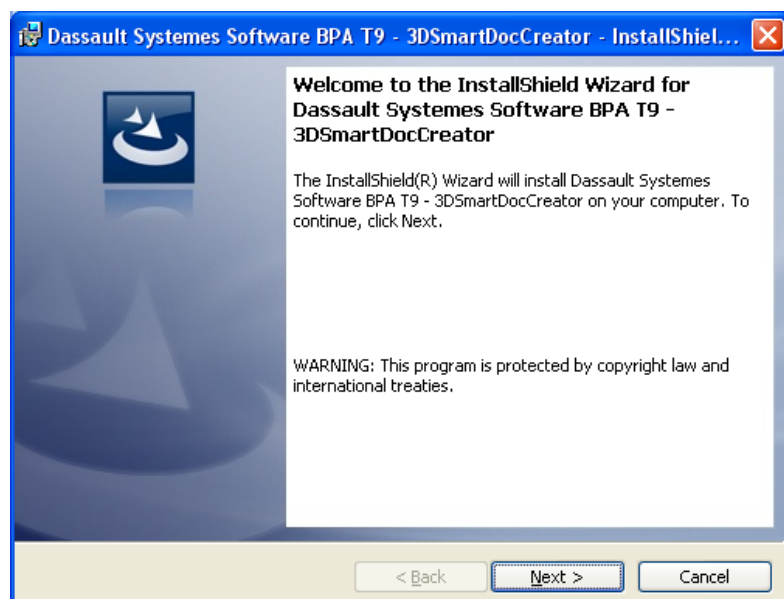 Dassault Systemes Software BPA T9 - 3DSmartDocCreator - InstallShiel...
Welcome to the InstallShield Wizard for
Dassault Systemes Software BPA T9 -
3DSmartDocCreator
The InstallShield(R) Wizard will install Dassault Systemes
Software BPA T9 - 3DSmartDocCreator on your computer. To
continue, click Next.
WARNING: This program is protected by copyright law and
international treaties.
< Back Next > Cancel